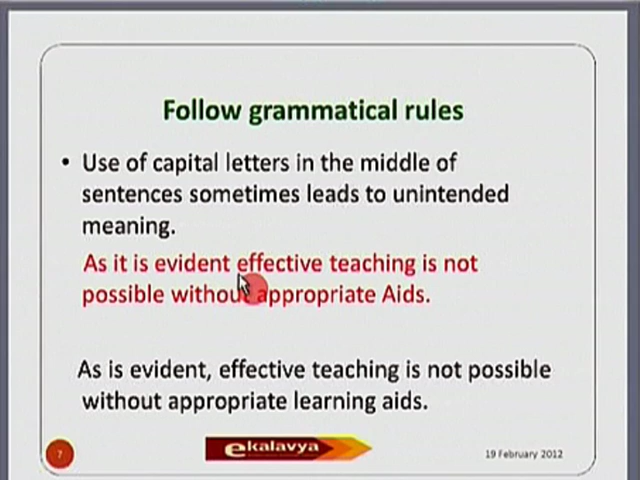 Follow grammatical rules
• Use of capital letters in the middle of
sentences sometimes leads to unintended
meaning.
As it is evident effective teaching is not
possible without appropriate Aids.
As is evident, effective teaching is not possible
without appropriate learning aids.
7
ekalavya
19 February 2012